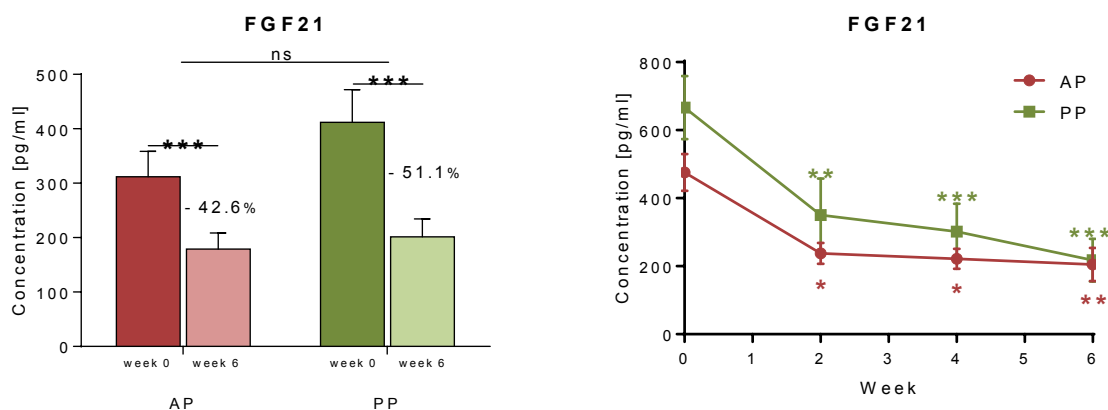 FGF21
ns
Concentration [pg/ml]
500
400
300
200
100
0
***
- 42.6%
***
- 51.1%
week 0 week 6 week 0 week 6
AP PP
FGF21
AP
PP
Concentration [pg/ml]
800
600
400
200
0
**
***
***
*
*
**
0 1 2 3 4 5 6
Week